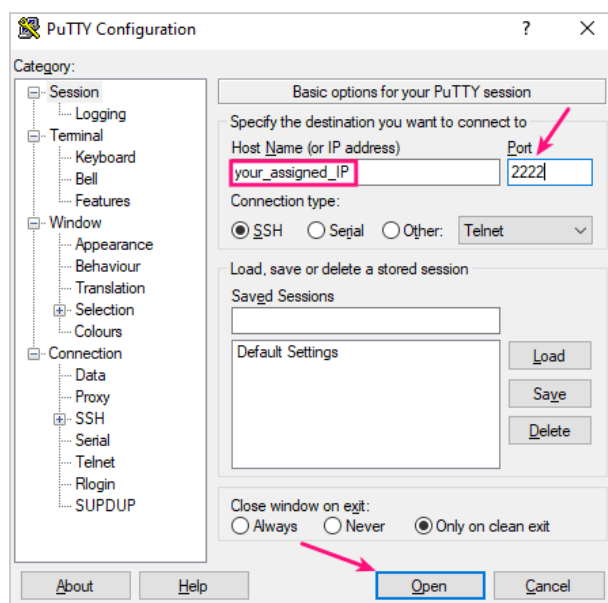 PuTTY Configuration
?
Category:
Session
Logging
Terminal
Keyboard
Bell
Features
Window
Appearance
Behaviour
Translation
Selection
Colours
Connection
Data
Proxy
SSH
Serial
Telnet
Rlogin
SUPDUP
Basic options for your PuTTY session
Specify the destination you want to connect to
Host Name (or IP address) Port
your_assigned_IP 2222
Connection type:
SSH Serial Other: Telnet
Load, save or delete a stored session
Saved Sessions
Default Settings
Load
Save
Delete
Close window on exit:
Always Never Only on clean exit
About Help Open Cancel